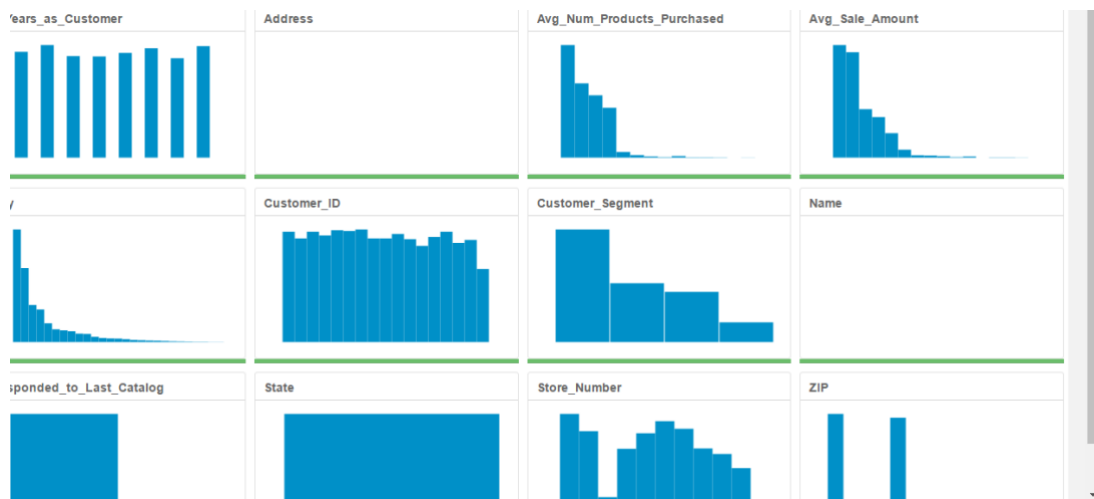 Years_as_Customer
Address
Avg_Num_Products_Purchased
Avg_Sale_Amount
y
Customer_ID
Customer_Segment
Name
sponded_to_Last_Catalog
State
Store_Number
ZIP